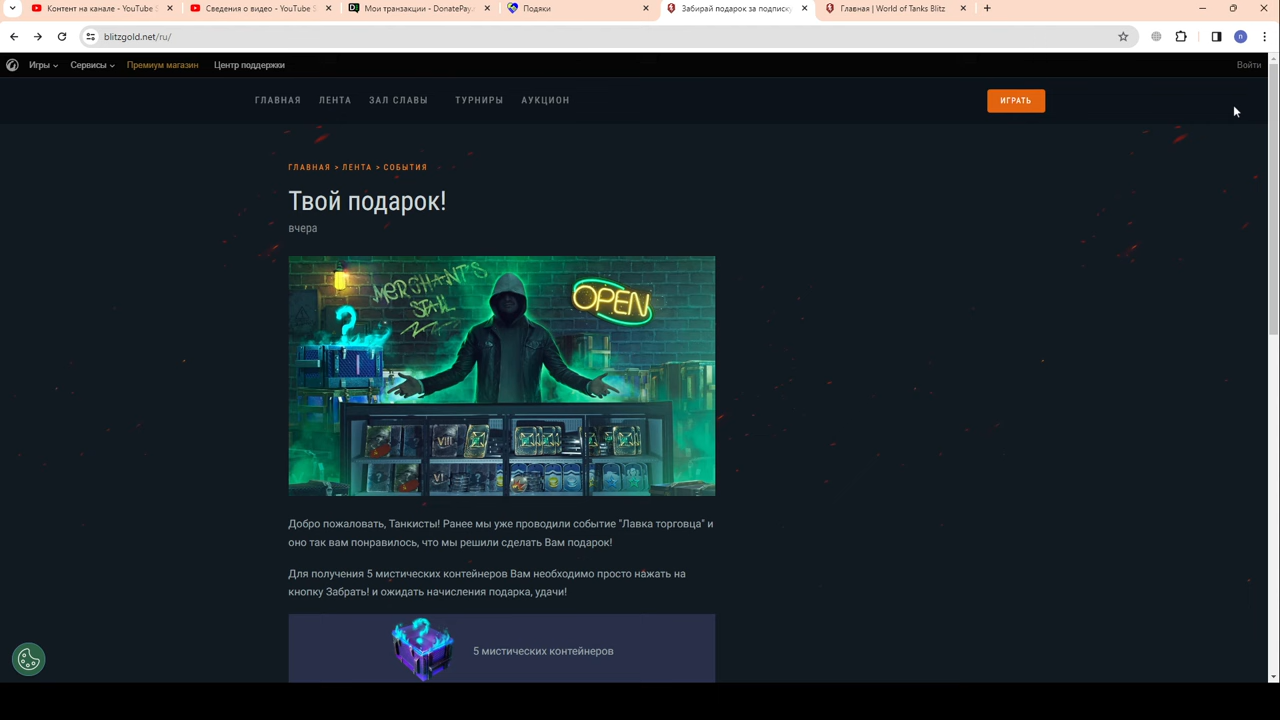 Контент на канале - YouTube S
Сведения о видео - YouTube S
Мои транзакции - DonatePay.
Подяки
Забирай подарок за подписку
Главная | World of Tanks Blitz
blitzgold.net/ru/
п
Игры
Сервисы
Премиум магазин
Центр поддержки
Войти
ГЛАВНАЯ
ЛЕНТА
ЗАЛ СЛАВЫ
ТУРНИРЫ
АУКЦИОН
ИГРАТЬ
ГЛАВНАЯ > ЛЕНТА > СОБЫТИЯ
Твой подарок!
вчера
MERCHANT'S
STALL
OPEN
VIII
VI
Добро пожаловать, Танкисты! Ранее мы уже проводили событие "Лавка торговца" и
оно так вам понравилось, что мы решили сделать Вам подарок!
Для получения 5 мистических контейнеров Вам необходимо просто нажать на
кнопку Забрать! и ожидать начисления подарка, удачи!
5 мистических контейнеров